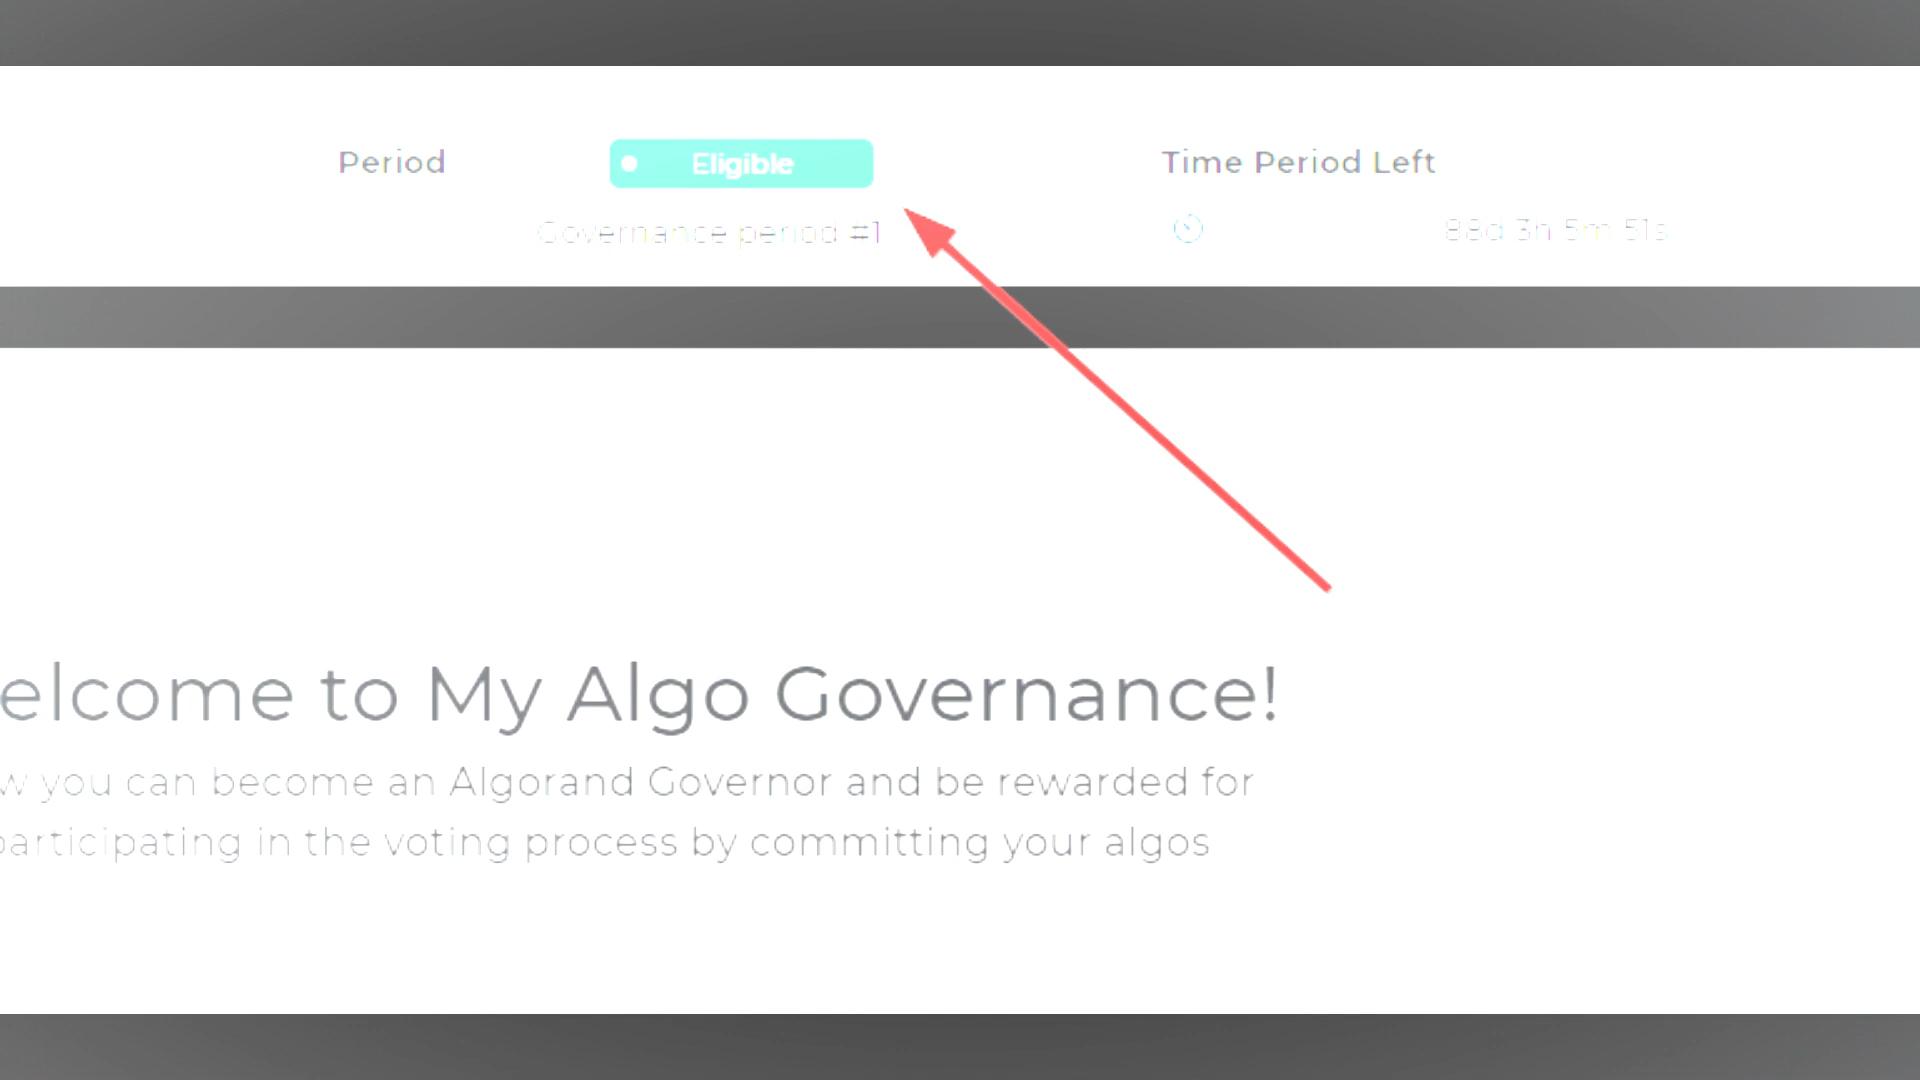 Period
Eligible
Time Period Left
Governance period #1
88d 3h 5m 51s
elcome to My Algo Governance!
w you can become an Algorand Governor and be rewarded for
participating in the voting process by committing your algos